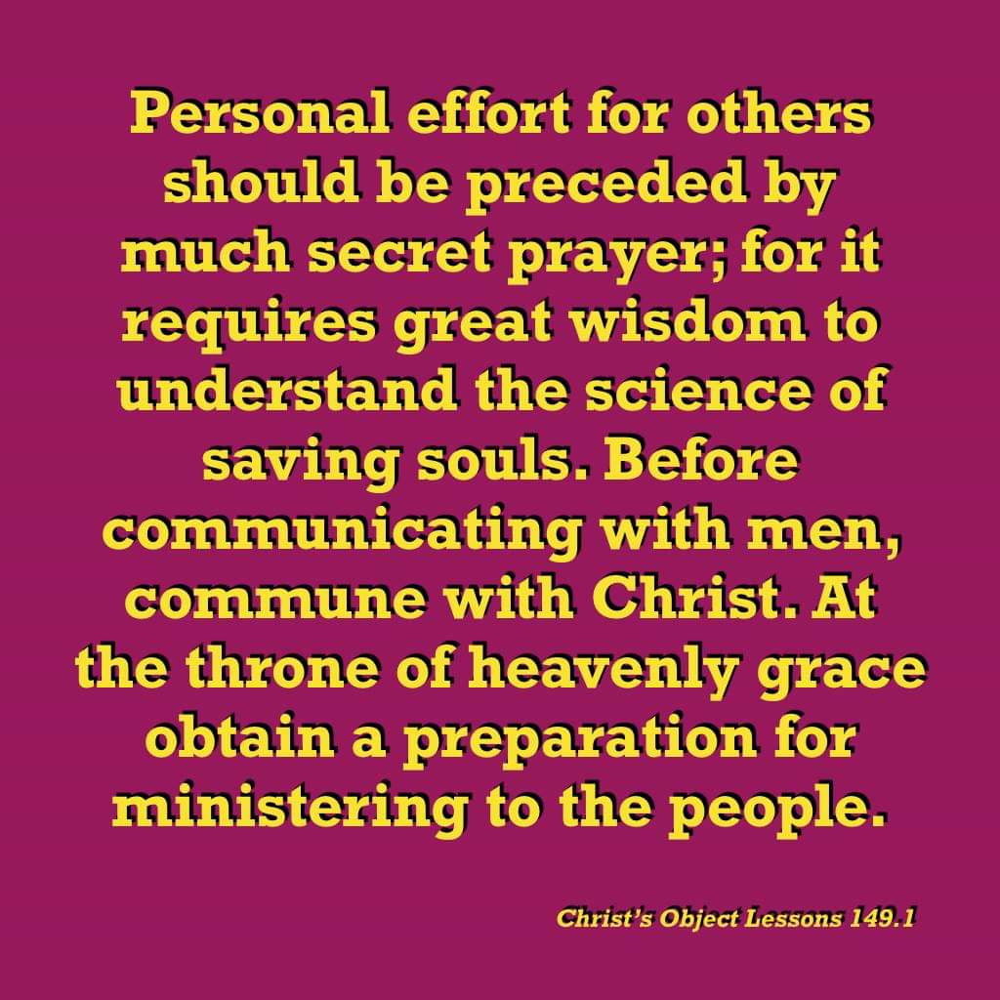 Personal effort for others
should be preceded by
much secret prayer; for it
requires great wisdom to
understand the science of
saving souls. Before
communicating with men,
commune with Christ. At
the throne of heavenly grace
obtain a preparation for
ministering to the people.
Christ’s Object Lessons 149.1